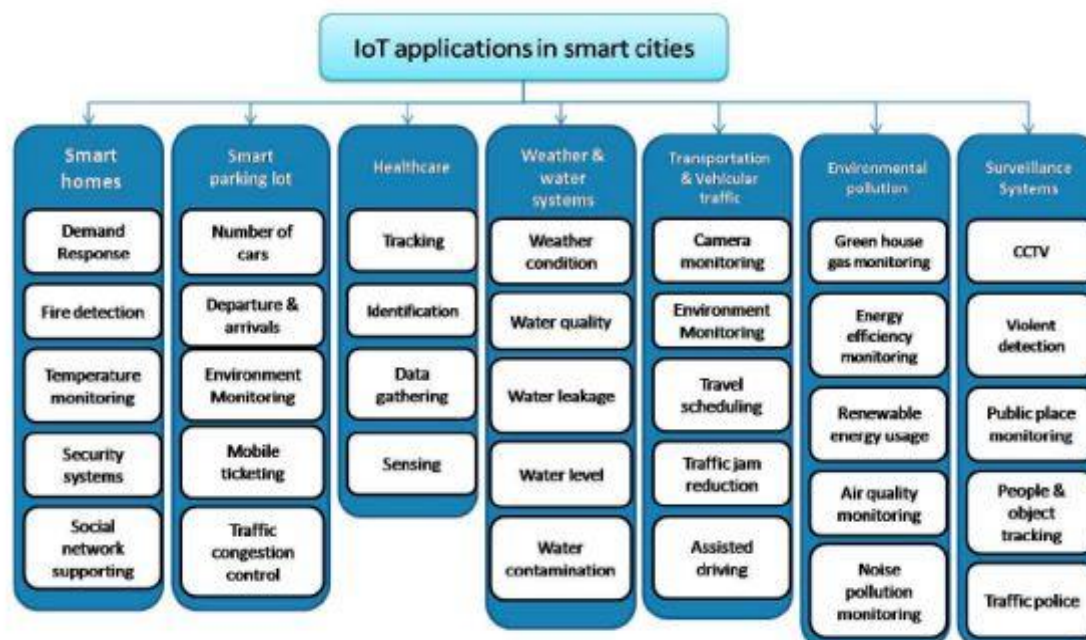 IoT applications in smart cities
Smart
homes
Demand
Response
Fire detection
Temperature
monitoring
Security
systems
Social
network
supporting
Smart
parking lot
Number of
cars
Departure &
arrivals
Environment
Monitoring
Mobile
ticketing
Traffic
congestion
control
Healthcare
Tracking
Identification
Data
gathering
Sensing
Weather &
water
systems
Weather
condition
Water quality
Water leakage
Water level
Water
contamination
Transportation
& Vehicular
traffic
Camera
monitoring
Environment
Monitoring
Travel
scheduling
Traffic jam
reduction
Assisted
driving
Environmental
pollution
Green house
gas monitoring
Energy
efficiency
monitoring
Renewable
energy usage
Air quality
monitoring
Noise
pollution
monitoring
Surveillance
Systems
CCTV
Violent
detection
Public place
monitoring
People &
object
tracking
Traffic police